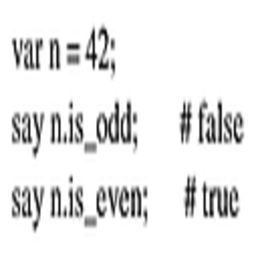 var n = 42;
say n.is_odd; # false
say n.is_even; # true